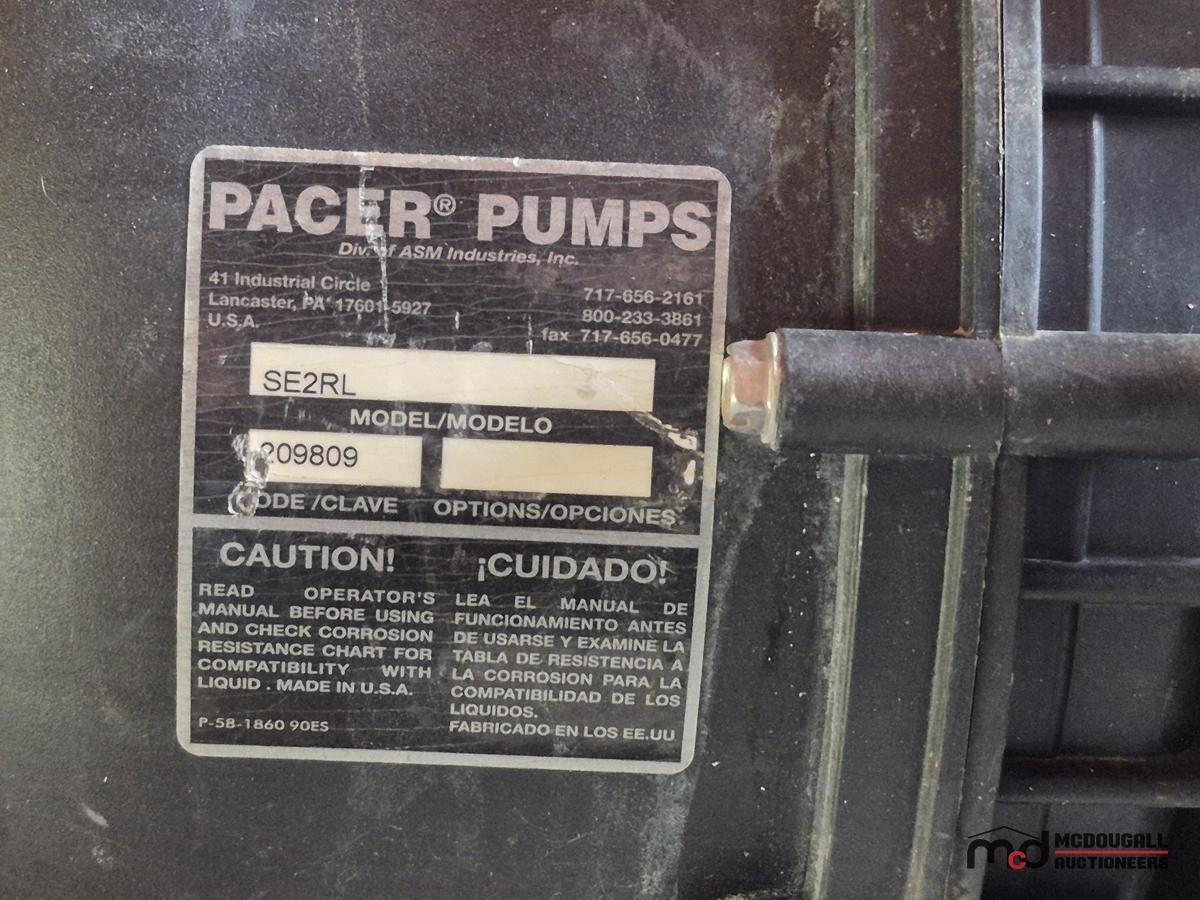 PACER® PUMPS
Div. of ASM Industries, Inc.
41 Industrial Circle
Lancaster, PA 17601-5927
U.S.A.
717-656-2161
800-233-3861
fax 717-656-0477
SE2RL
MODEL/MODELO
209809
CODE /CLAVE
OPTIONS/OPCIONES
CAUTION!
READ OPERATOR'S
MANUAL BEFORE USING
AND CHECK CORROSION
RESISTANCE CHART FOR
COMPATIBILITY WITH
LIQUID . MADE IN U.S.A.
P-58-1860 90ES
¡CUIDADO!
LEA EL MANUAL DE
FUNCIONAMIENTO ANTES
DE USARSE Y EXAMINE LA
TABLA DE RESISTENCIA A
LA CORROSION PARA LA
COMPATIBILIDAD DE LOS
LIQUIDOS.
FABRICADO EN LOS EE.UU
mcd MCDOUGALL
AUCTIONEERS